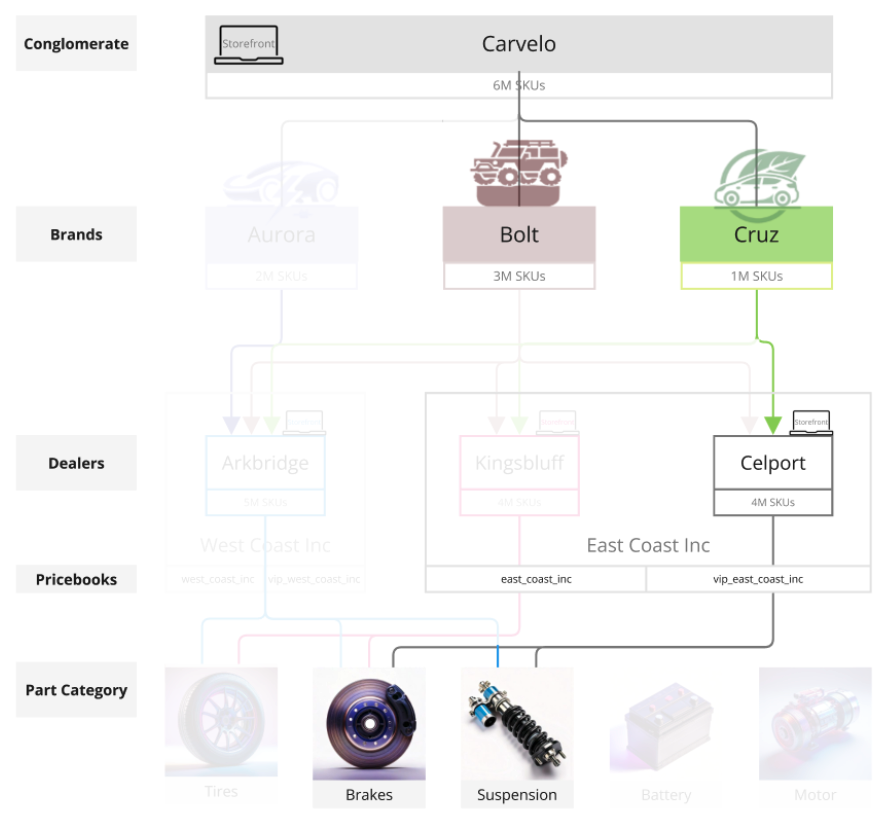 Conglomerate
Storefront
Carvelo
6M SKUs
Brands
Aurora
Bolt
Cruz
2M SKUs
3M SKUs
1M SKUs
Dealers
Storefront
Arkbridge
Kingsbluff
Celport
5M SKUs
4M SKUs
4M SKUs
West Coast Inc
East Coast Inc
Pricebooks
west_coast_inc
vip_west_coast_inc
east_coast_inc
vip_east_coast_inc
Part Category
Tires
Brakes
Suspension
Battery
Motor